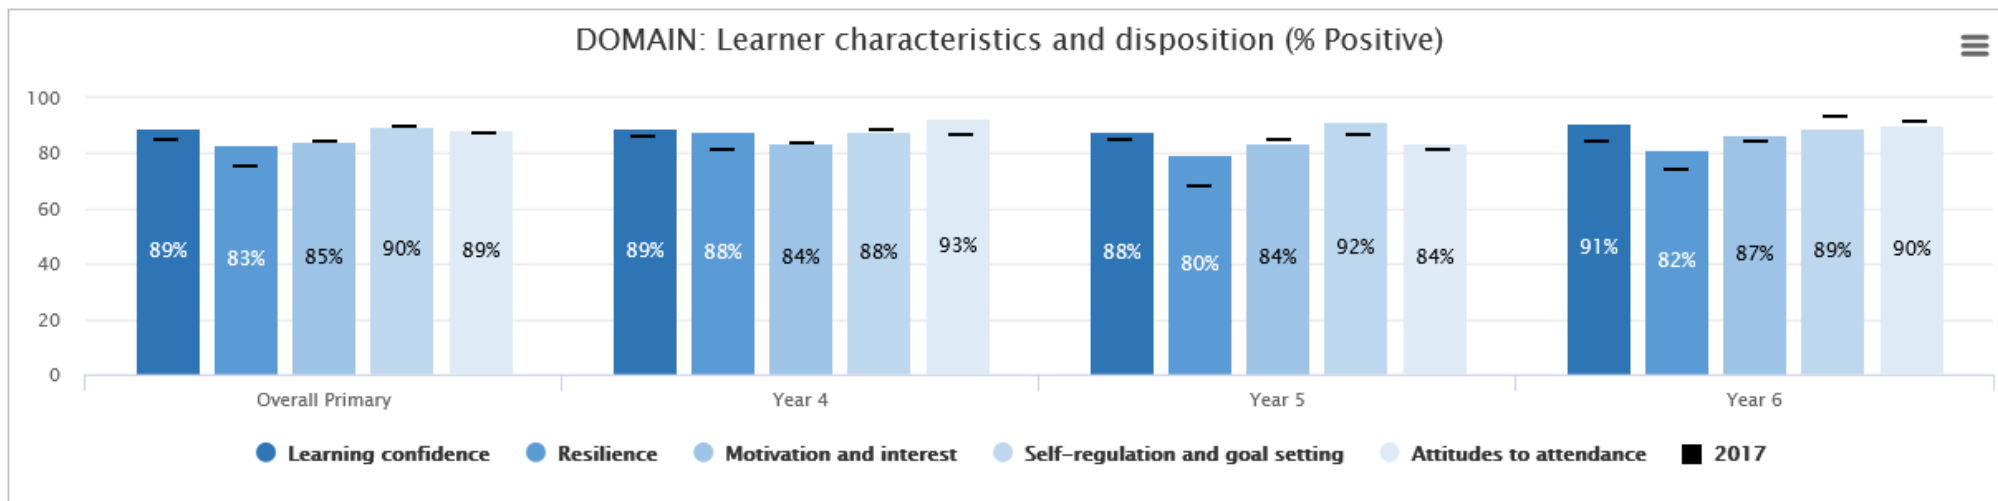 DOMAIN: Learner characteristics and disposition (% Positive)
100
80
60
40
20
0
89% 83% 85% 90% 89%
89% 88% 84% 88% 93%
88% 80% 84% 92% 84%
91% 82% 87% 89% 90%
Overall Primary Year 4 Year 5 Year 6
Learning confidence Resilience Motivation and interest Self-regulation and goal setting Attitudes to attendance 2017